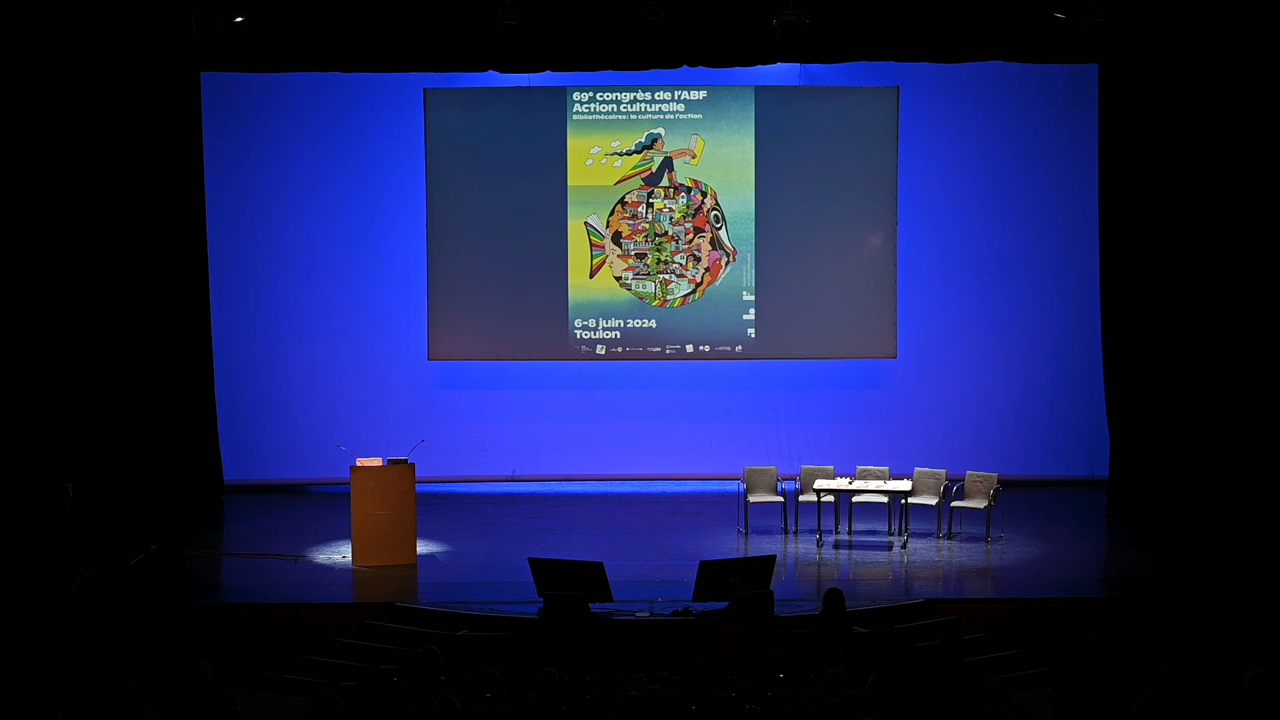 69e congrès de l'ABF
Action culturelle
Bibliothécaires : la culture de l'action
6-8 juin 2024
Toulon